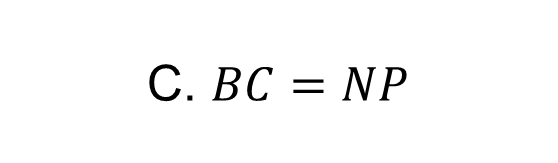 C. BC = NP